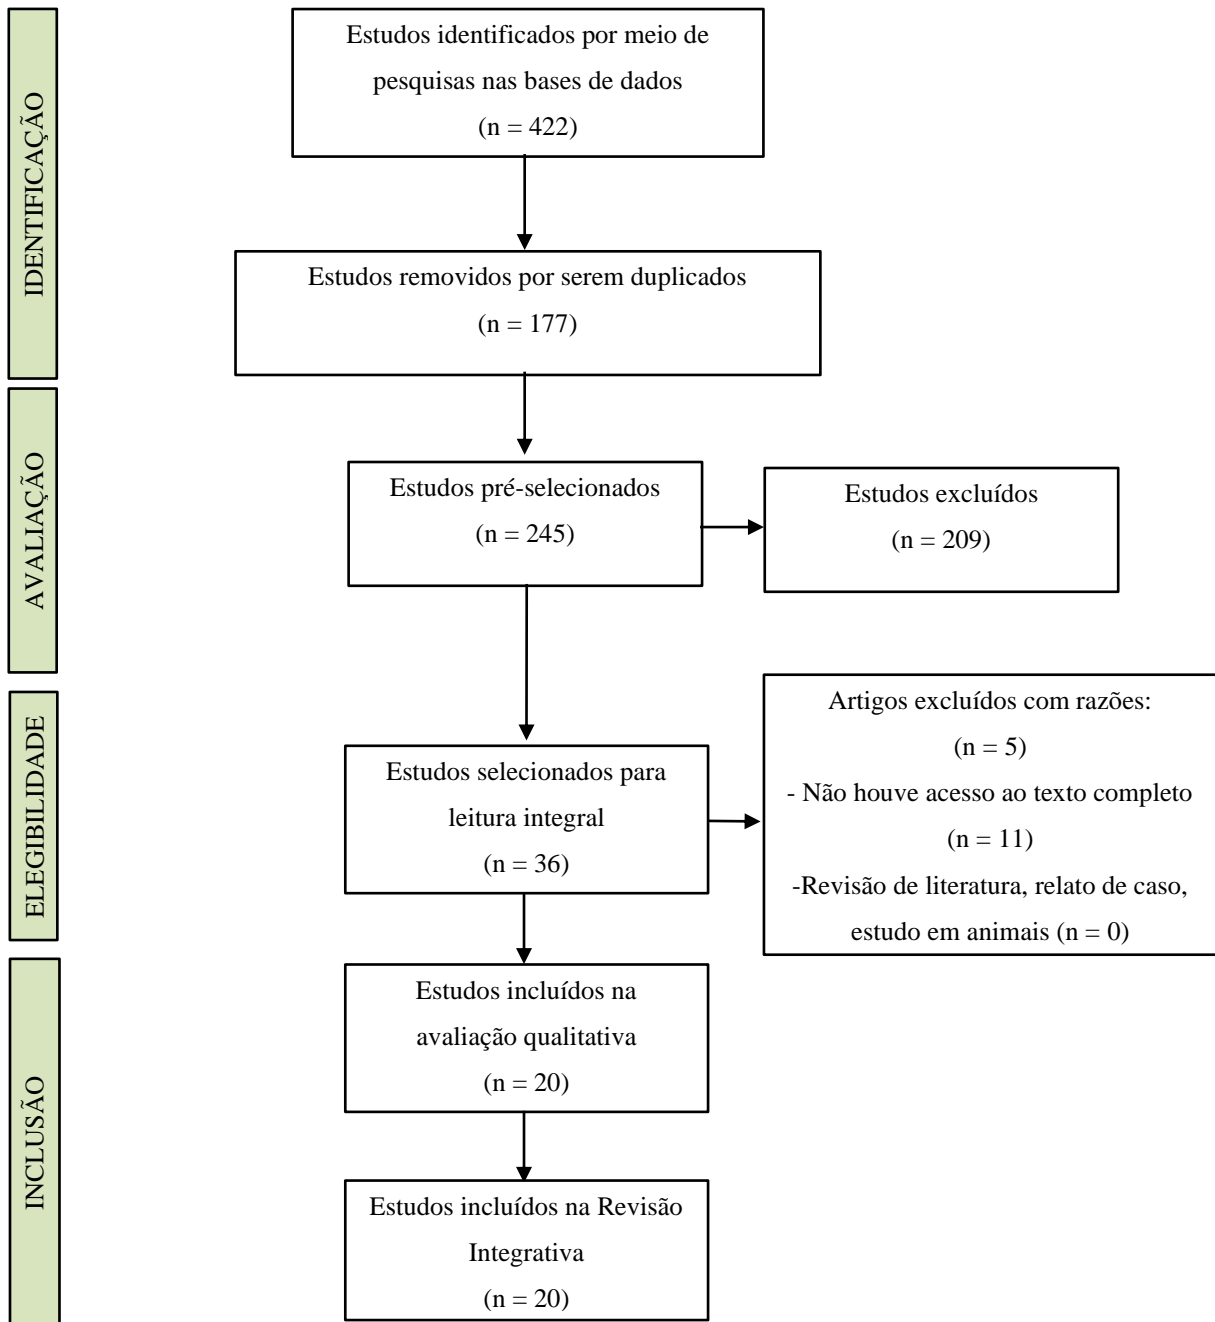 IDENTIFICAÇÃO
Estudos identificados por meio de
pesquisas nas bases de dados
(n = 422)
Estudos removidos por serem duplicados
(n = 177)
AVALIAÇÃO
Estudos pré-selecionados
(n = 245)
Estudos excluídos
(n = 209)
ELEGIBILIDADE
Estudos selecionados para
leitura integral
(n = 36)
Artigos excluídos com razões:
(n = 5)
- Não houve acesso ao texto completo
(n = 11)
-Revisão de literatura, relato de caso,
estudo em animais (n = 0)
INCLUSÃO
Estudos incluídos na
avaliação qualitativa
(n = 20)
Estudos incluídos na Revisão
Integrativa
(n = 20)